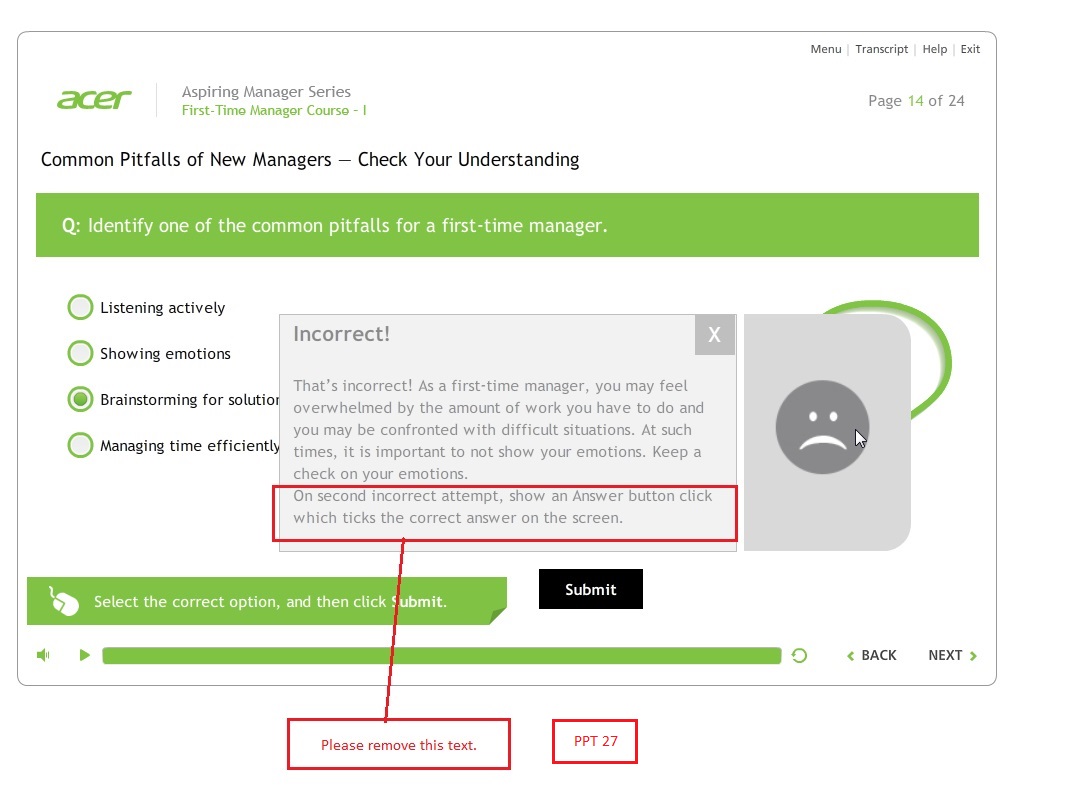 Menu | Transcript | Help | Exit
acer
Aspiring Manager Series
First-Time Manager Course - I
Page 14 of 24
Common Pitfalls of New Managers — Check Your Understanding
Q: Identify one of the common pitfalls for a first-time manager.
Listening actively
Showing emotions
Brainstorming for solution
Managing time efficiently
Incorrect!
X
That's incorrect! As a first-time manager, you may feel
overwhelmed by the amount of work you have to do and
you may be confronted with difficult situations. At such
times, it is important to not show your emotions. Keep a
check on your emotions.
On second incorrect attempt, show an Answer button click
which ticks the correct answer on the screen.
Submit
Select the correct option, and then click Submit.
BACK
NEXT
Please remove this text.
PPT 27